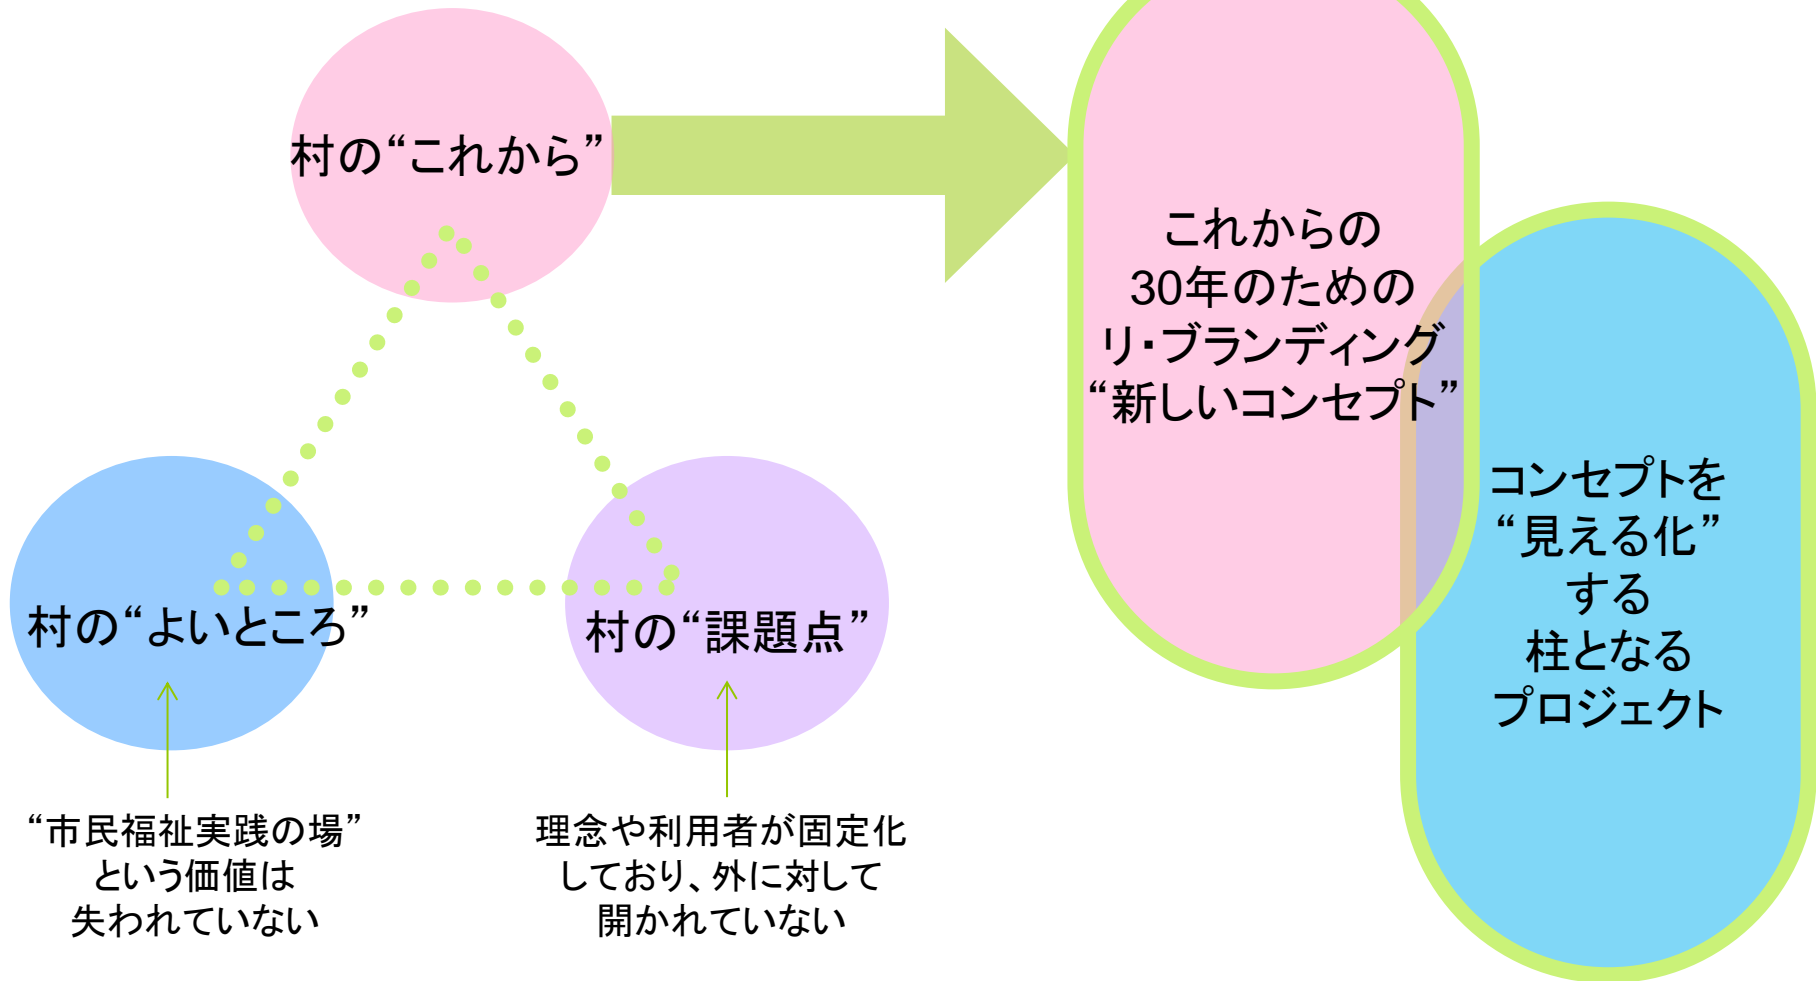 村の“これから”
これからの
30年のための
リ・ブランディング
“新しいコンセプト”
コンセプトを
“見える化”
する
柱となる
プロジェクト
村の“よいところ”
村の“課題点”
“市民福祉実践の場”
という価値は
失われていない
理念や利用者が固定化
しており、外に対して
開かれていない